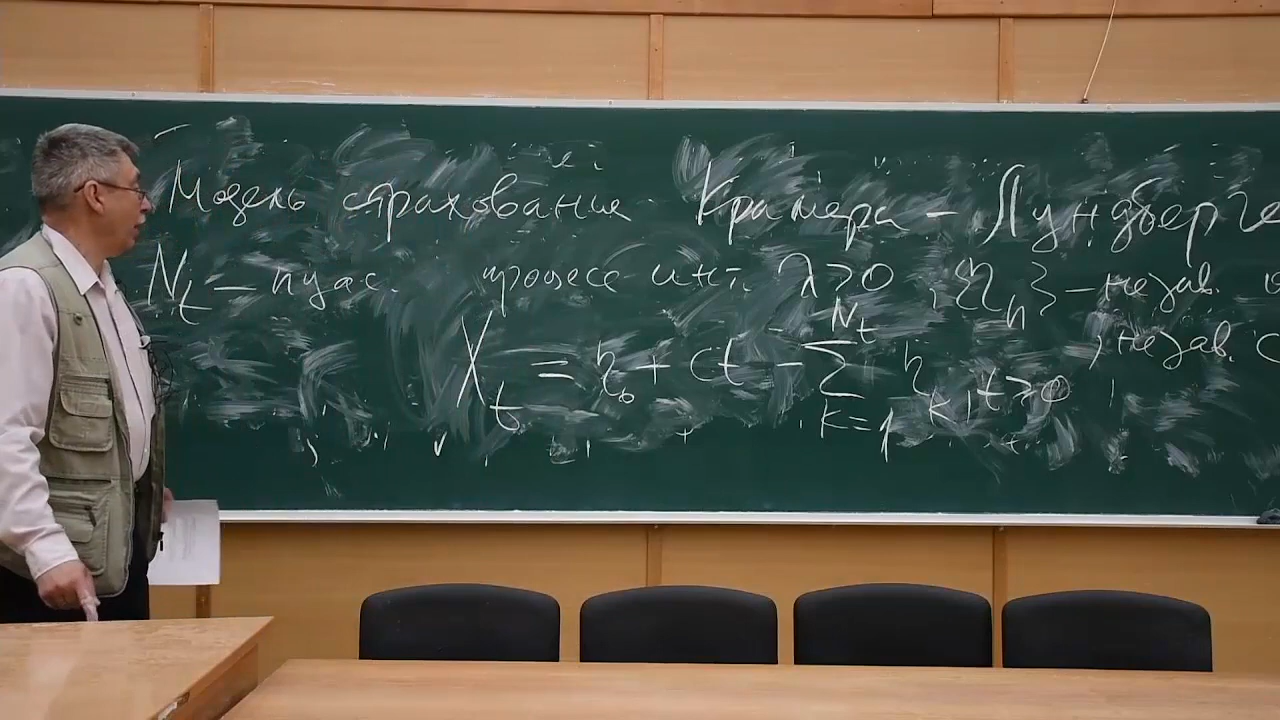 Модель страхования Крамера – Лундберга
N_t – пуас. процесс инт. λ>0, {η_n} – незав.
, незав. с
X_t = η_0 + ct − ∑_{k=1}^{N_t} η_k, t≥0